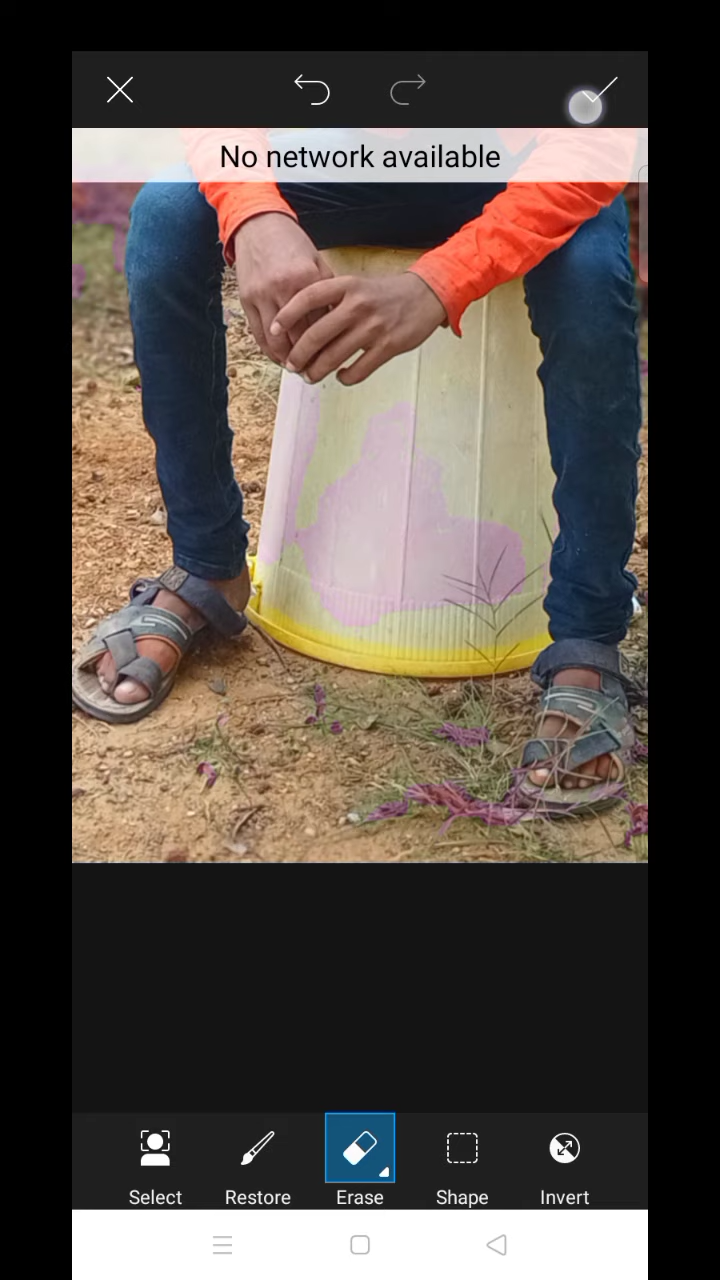 No network available
Select
Restore
Erase
Shape
Invert